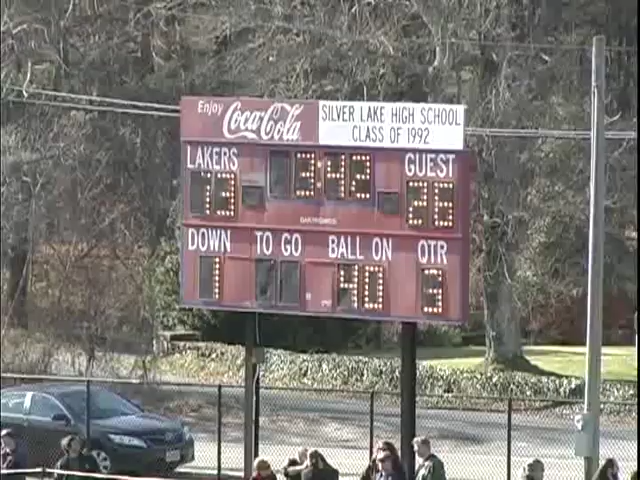 Enjoy Coca-Cola
SILVER LAKE HIGH SCHOOL
CLASS OF 1992
LAKERS 3:42 GUEST
73 26
DOWN TO GO BALL ON QTR
1 40 3